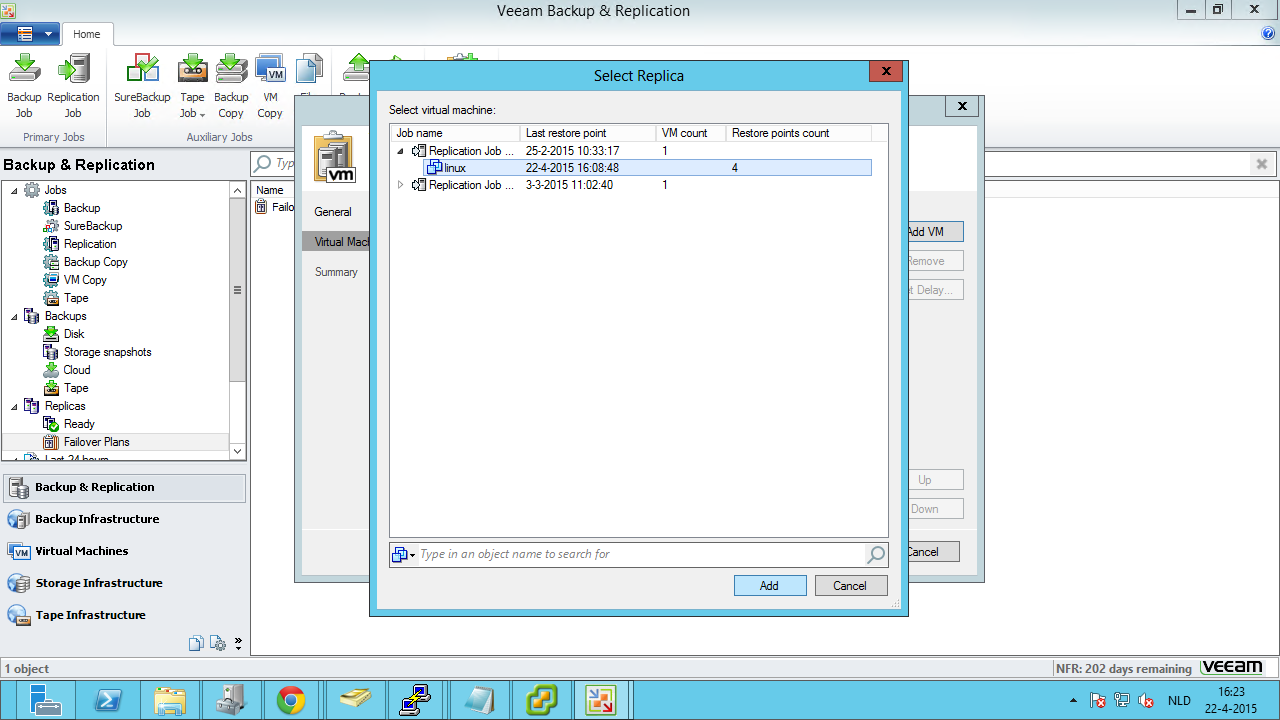 Veeam Backup & Replication
Home
Backup Job
Replication Job
SureBackup Job
Tape Job
Backup Copy
VM Copy
Primary Jobs
Auxiliary Jobs
Select Replica
Select virtual machine:
Job name Last restore point VM count Restore points count
Replication Job ... 25-2-2015 10:33:17 1
linux 22-4-2015 16:08:48 4
Replication Job ... 3-3-2015 11:02:40 1
Type in an object name to search for
Add Cancel
vm
General
Virtual Mach
Summary
Add VM
Remove
Delay...
Up
Down
Cancel
Backup & Replication
Jobs
Backup
SureBackup
Replication
Backup Copy
VM Copy
Tape
Backups
Disk
Storage snapshots
Cloud
Tape
Replicas
Ready
Failover Plans
Last 24 hours
Name
Backup & Replication
Backup Infrastructure
Virtual Machines
Storage Infrastructure
Tape Infrastructure
1 object
NFR: 202 days remaining veeam
NLD
16:23
22-4-2015